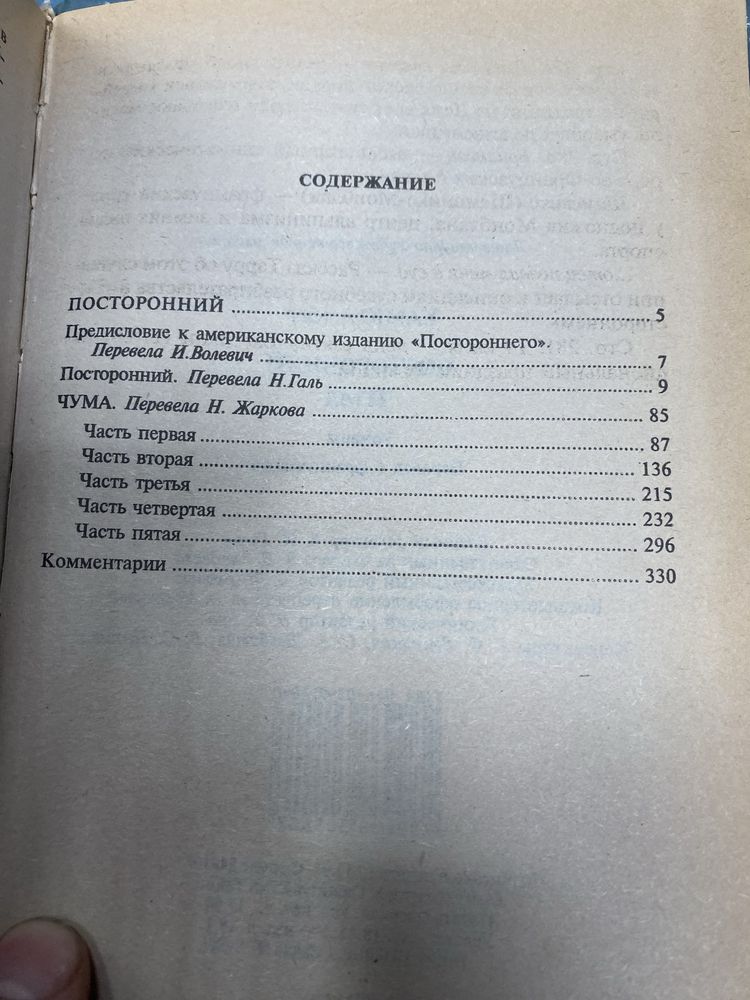 СОДЕРЖАНИЕ
ПОСТОРОННИЙ 5
Предисловие к американскому изданию «Постороннего».
Перевела И.Волевич 7
Посторонний. Перевела Н.Галь 9
ЧУМА. Перевела Н. Жаркова 85
Часть первая 87
Часть вторая 136
Часть третья 215
Часть четвертая 232
Часть пятая 296
Комментарии 330